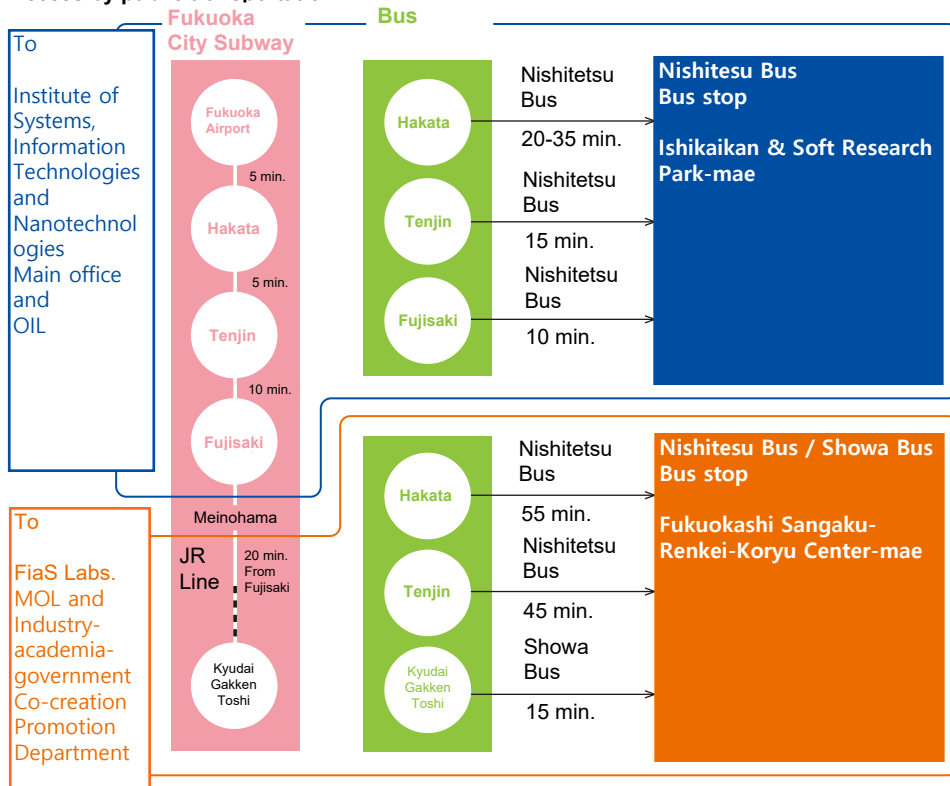 Fukuoka
City Subway
Bus
To
Institute of
Systems,
Information
Technologies
and
Nanotechnol
ogies
Main office
and
OIL
Fukuoka
Airport
5 min.
Hakata
5 min.
Tenjin
10 min.
Fujisaki
Meinohama
JR
Line
20 min.
From
Fujisaki
Kyudai
Gakken
Toshi
Hakata
Nishitetsu
Bus
20-35 min.
Tenjin
Nishitetsu
Bus
15 min.
Fujisaki
Nishitetsu
Bus
10 min.
Nishitesu Bus
Bus stop
Ishikaikan & Soft Research
Park-mae
To
FiaS Labs.
MOL and
Industry-
academia-
government
Co-creation
Promotion
Department
Hakata
Nishitetsu
Bus
55 min.
Tenjin
Nishitetsu
Bus
45 min.
Kyudai
Gakken
Toshi
Showa
Bus
15 min.
Nishitesu Bus / Showa Bus
Bus stop
Fukuokashi Sangaku-
Renkei-Koryu Center-mae